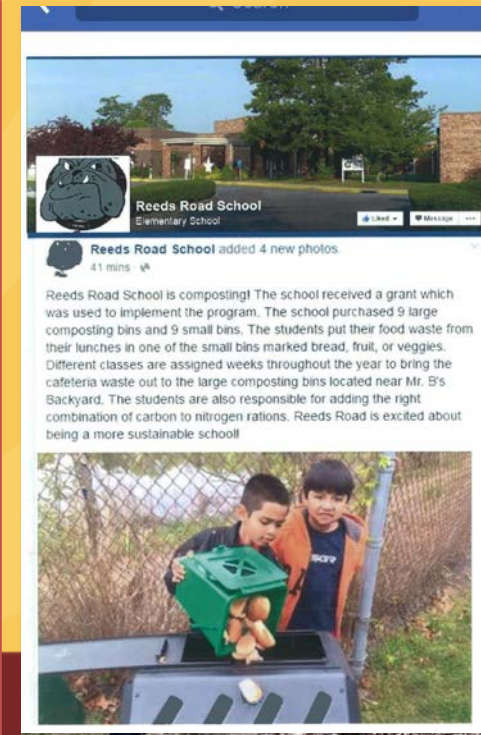 Search
Reeds Road School
Elementary School
Liked
Message
Reeds Road School added 4 new photos
41 mins
Reeds Road School is composting! The school received a grant which
was used to implement the program. The school purchased 9 large
composting bins and 9 small bins. The students put their food waste from
their lunches in one of the small bins marked bread, fruit, or veggies.
Different classes are assigned weeks throughout the year to bring the
cafeteria waste out to the large composting bins located near Mr. B's
Backyard. The students are also responsible for adding the right
combination of carbon to nitrogen rations. Reeds Road is excited about
being a more sustainable school!